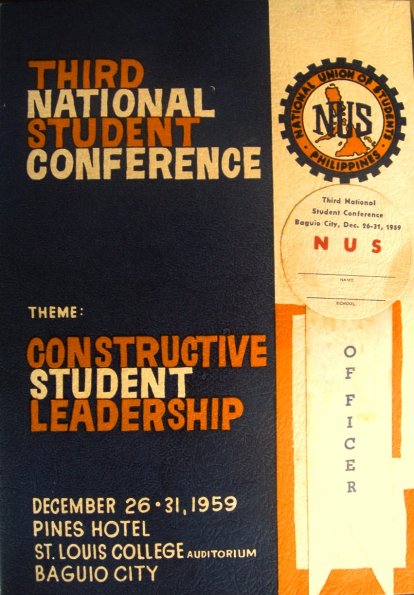 THIRD
NATIONAL
STUDENT
CONFERENCE
THEME:
CONSTRUCTIVE
STUDENT
LEADERSHIP
DECEMBER 26-31, 1959
PINES HOTEL
ST. LOUIS COLLEGE AUDITORIUM
BAGUIO CITY
NATIONAL UNION OF STUDENTS
PHILIPPINES
NUS
Third National
Student Conference
Baguio City, Dec. 26-31, 1959
NUS
NAME
SCHOOL
OFFICER